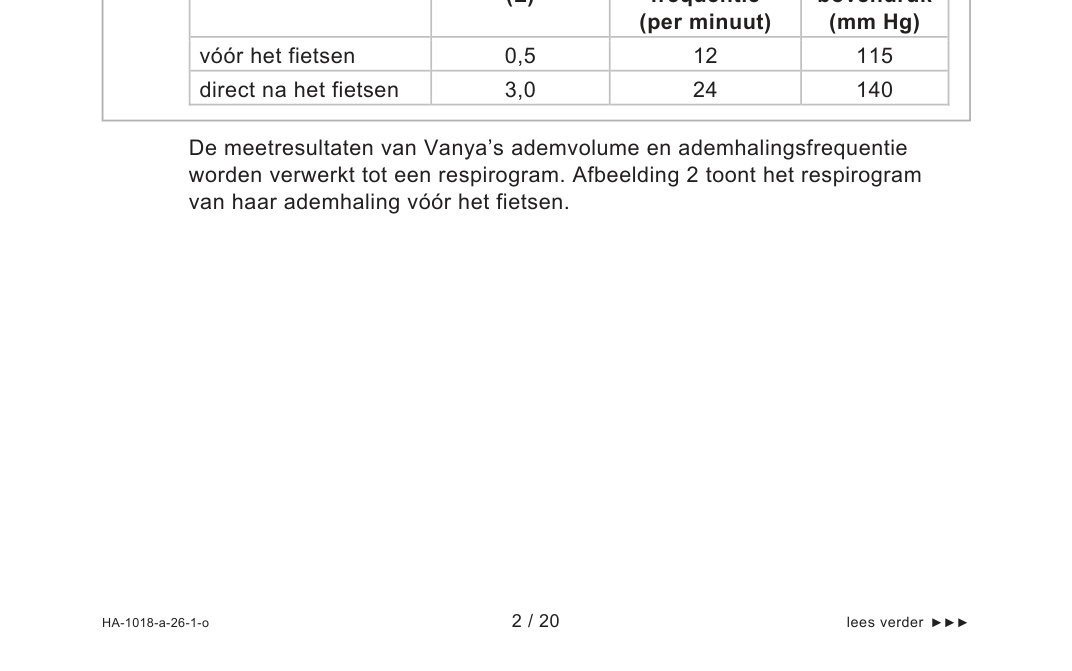 (L) frequentie bovendruk
(per minuut) (mm Hg)
vóór het fietsen 0,5 12 115
direct na het fietsen 3,0 24 140
De meetresultaten van Vanya’s ademvolume en ademhalingsfrequentie
worden verwerkt tot een respirogram. Afbeelding 2 toont het respirogram
van haar ademhaling vóór het fietsen.
HA-1018-a-26-1-o 2 / 20 lees verder ►►►